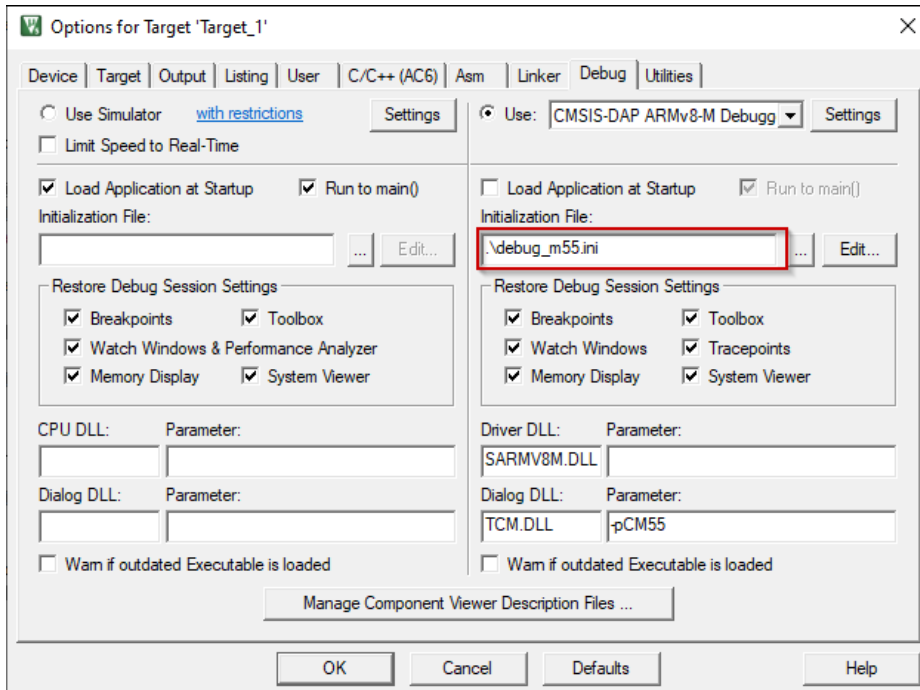 Options for Target 'Target_1'
Device Target Output Listing User C/C++ (AC6) Asm Linker Debug Utilities
Use Simulator with restrictions Settings
Limit Speed to Real-Time
Load Application at Startup Run to main()
Initialization File:
... Edit...
Restore Debug Session Settings
Breakpoints Toolbox
Watch Windows & Performance Analyzer
Memory Display System Viewer
CPU DLL: Parameter:
Dialog DLL: Parameter:
Warn if outdated Executable is loaded
Use: CMSIS-DAP ARMv8-M Debugg Settings
Load Application at Startup Run to main()
Initialization File:
.\debug_m55.ini ... Edit...
Restore Debug Session Settings
Breakpoints Toolbox
Watch Windows Tracepoints
Memory Display System Viewer
Driver DLL: Parameter:
SARMV8M.DLL
Dialog DLL: Parameter:
TCM.DLL -pCM55
Warn if outdated Executable is loaded
Manage Component Viewer Description Files ...
OK Cancel Defaults Help